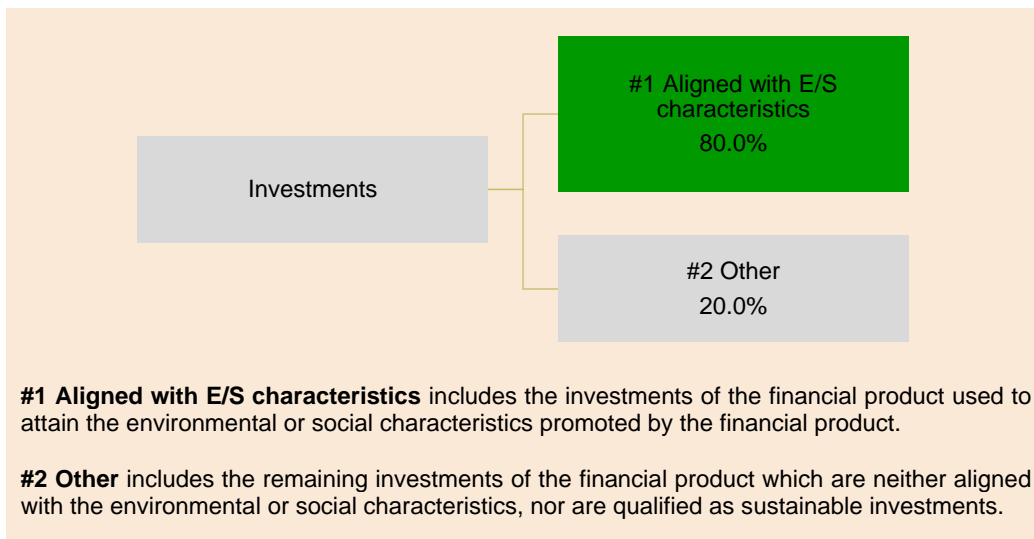 #1 Aligned with E/S
characteristics
80.0%
Investments
#2 Other
20.0%
#1 Aligned with E/S characteristics includes the investments of the financial product used to
attain the environmental or social characteristics promoted by the financial product.
#2 Other includes the remaining investments of the financial product which are neither aligned
with the environmental or social characteristics, nor are qualified as sustainable investments.